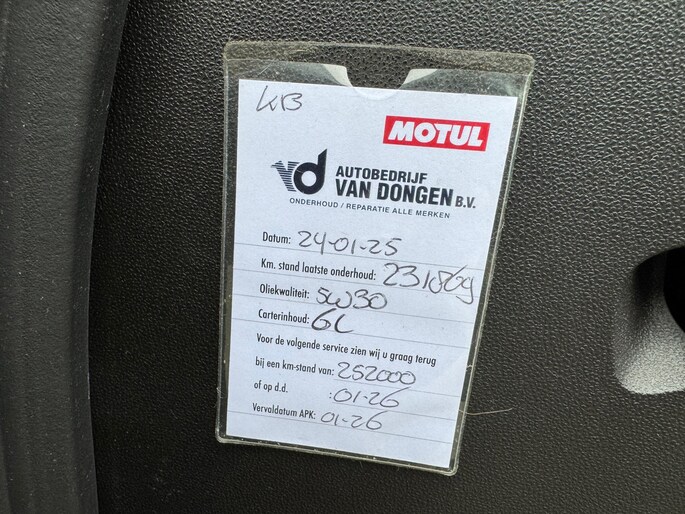 KB
MOTUL
AUTOBEDRIJF
VAN DONGEN B.V.
ONDERHOUD / REPARATIE ALLE MERKEN
Datum: 24-01-25
Km. stand laatste onderhoud: 231869
Oliekwaliteit: 5W30
Carterinhoud: 6L
Voor de volgende service zien wij u graag terug
bij een km-stand van: 252000
of op d.d. :01-26
Vervaldatum APK: 01-26